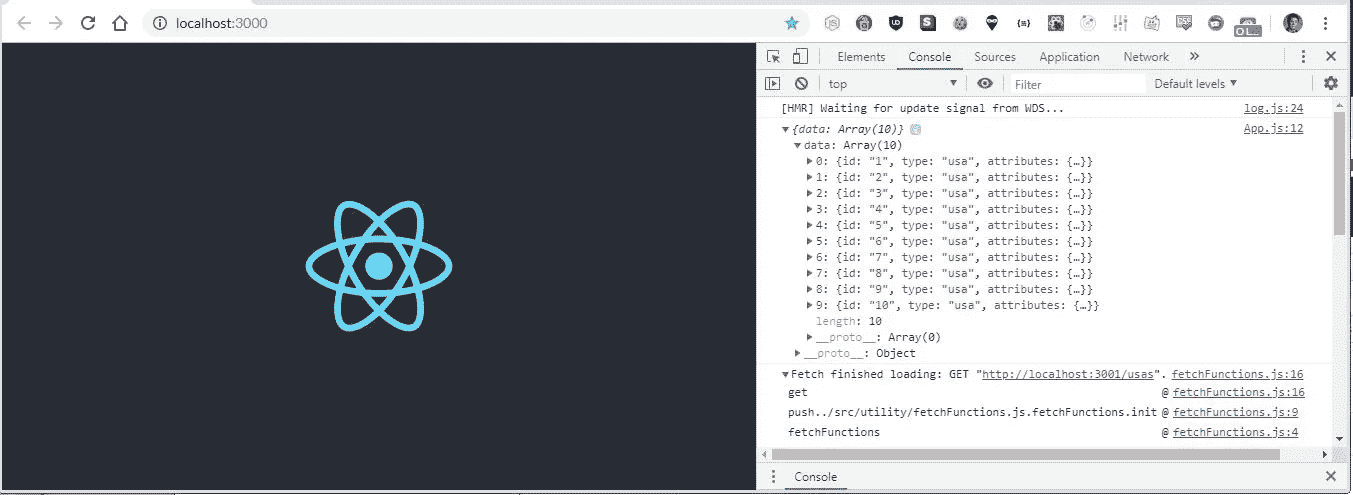 localhost:3000
Elements Console Sources Application Network »
top Filter Default levels
[HMR] Waiting for update signal from WDS... log.js:24
{data: Array(10)} App.js:12
data: Array(10)
0: {id: "1", type: "usa", attributes: {…}}
1: {id: "2", type: "usa", attributes: {…}}
2: {id: "3", type: "usa", attributes: {…}}
3: {id: "4", type: "usa", attributes: {…}}
4: {id: "5", type: "usa", attributes: {…}}
5: {id: "6", type: "usa", attributes: {…}}
6: {id: "7", type: "usa", attributes: {…}}
7: {id: "8", type: "usa", attributes: {…}}
8: {id: "9", type: "usa", attributes: {…}}
9: {id: "10", type: "usa", attributes: {…}}
length: 10
__proto__: Array(0)
__proto__: Object
Fetch finished loading: GET "http://localhost:3001/usas". fetchFunctions.js:16
get @ fetchFunctions.js:16
push../src/utility/fetchFunctions.js.fetchFunctions.init @ fetchFunctions.js:9
fetchFunctions @ fetchFunctions.js:4
Console